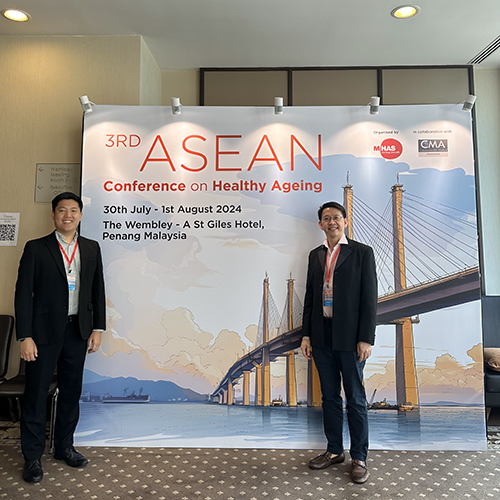 3RD ASEAN
Conference on Healthy Ageing
30th July - 1st August 2024
The Wembley - A St Giles Hotel,
Penang Malaysia
Organised by
MHAS
In collaboration with
CMA